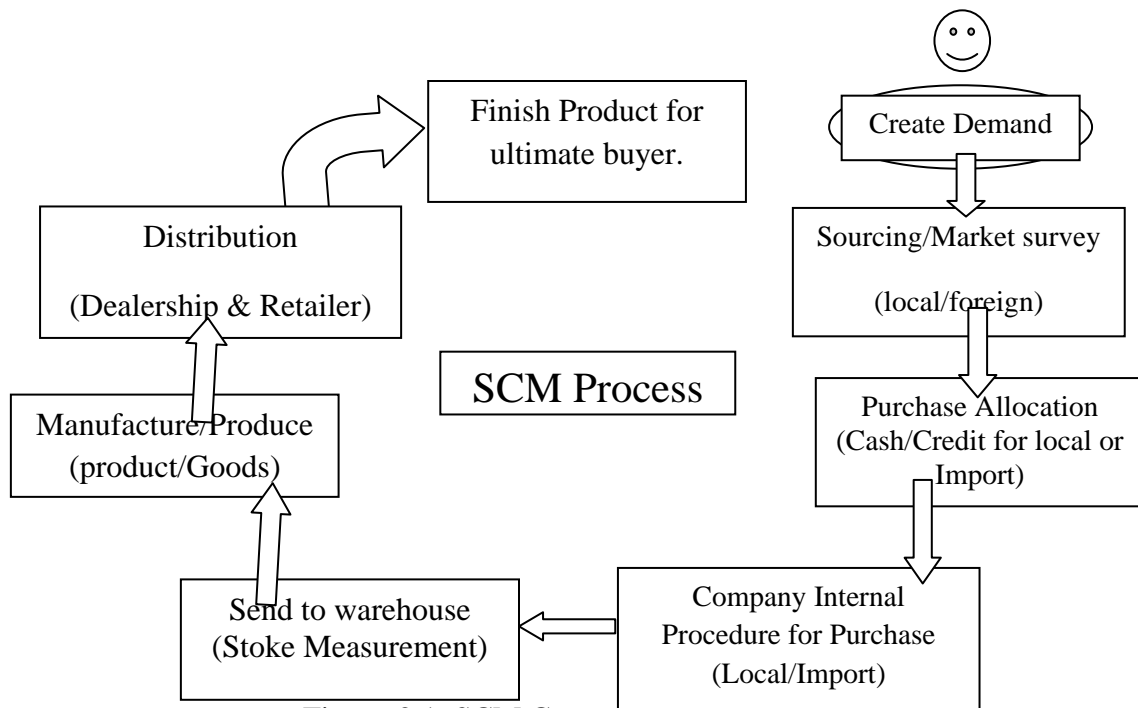 Finish Product for
ultimate buyer.
Create Demand
Distribution
(Dealership & Retailer)
Sourcing/Market survey
(local/foreign)
SCM Process
Manufacture/Produce
(product/Goods)
Purchase Allocation
(Cash/Credit for local or
Import)
Send to warehouse
(Stoke Measurement)
Company Internal
Procedure for Purchase
(Local/Import)